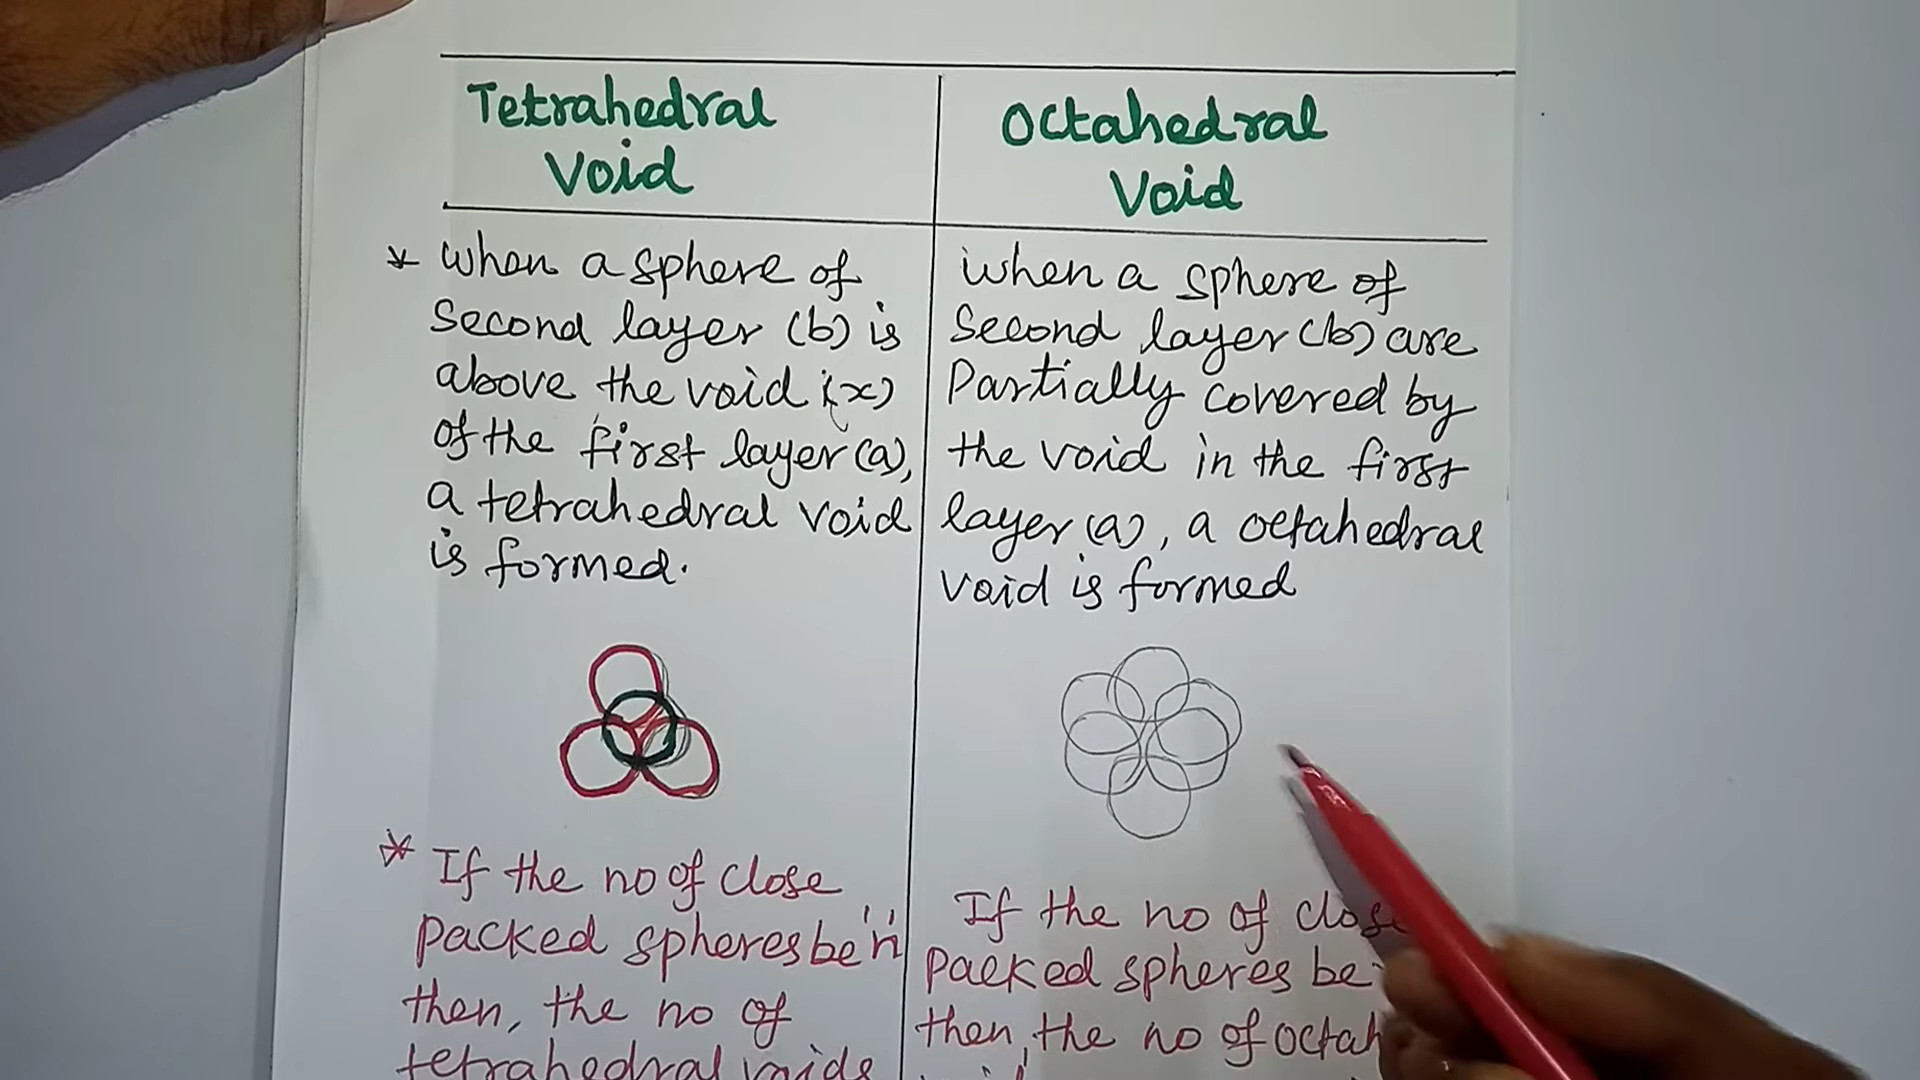 Tetrahedral
Void
* When a sphere of
Second layer (b) is
above the void (x)
of the first layer (a),
a tetrahedral void
is formed.
* If the no of close
packed spheres be 'n'
then, the no of
tetrahedral voids
Octahedral
Void
when a sphere of
Second layer (b) are
Partially covered by
the void in the first
layer (a), a octahedral
void is formed
If the no of close
packed spheres be
then, the no of